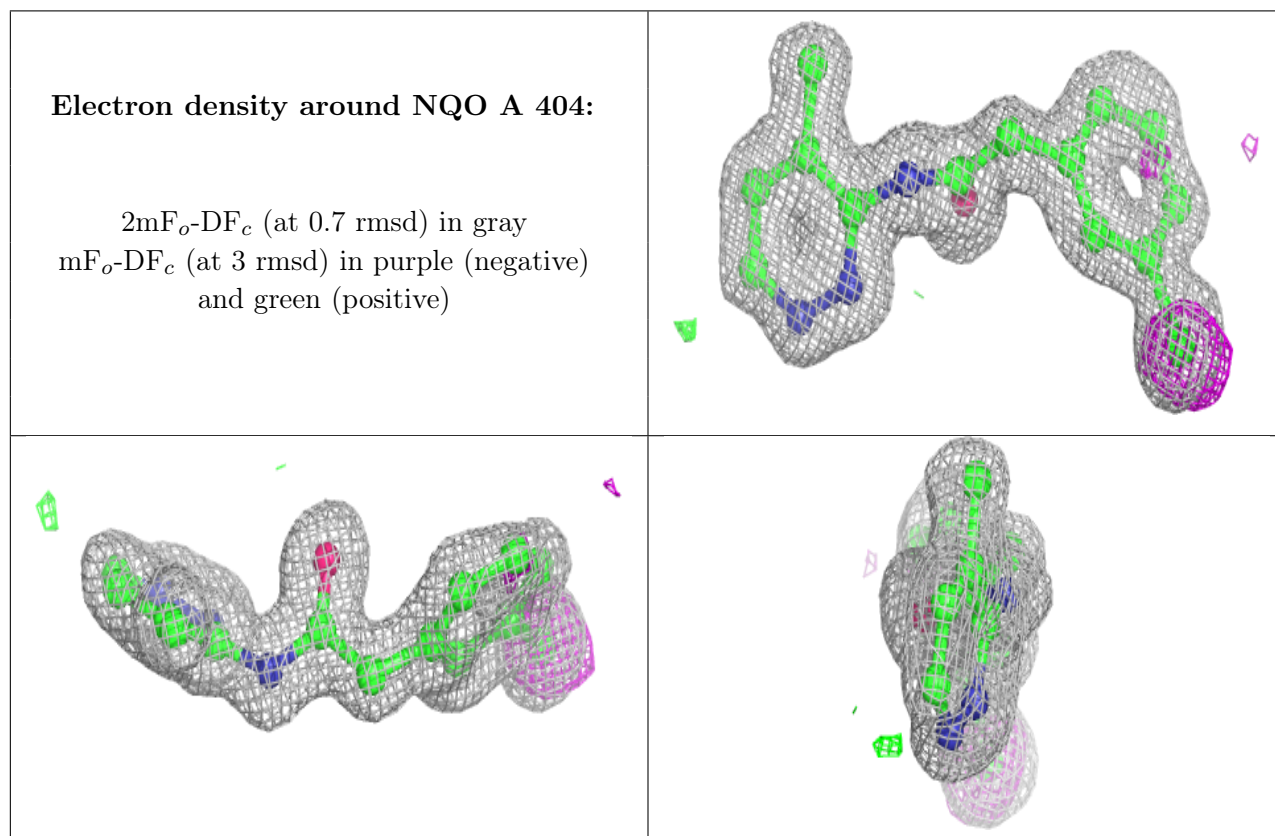 Electron density around NQO A 404:
2mFo-DFc (at 0.7 rmsd) in gray
mFo-DFc (at 3 rmsd) in purple (negative)
and green (positive)